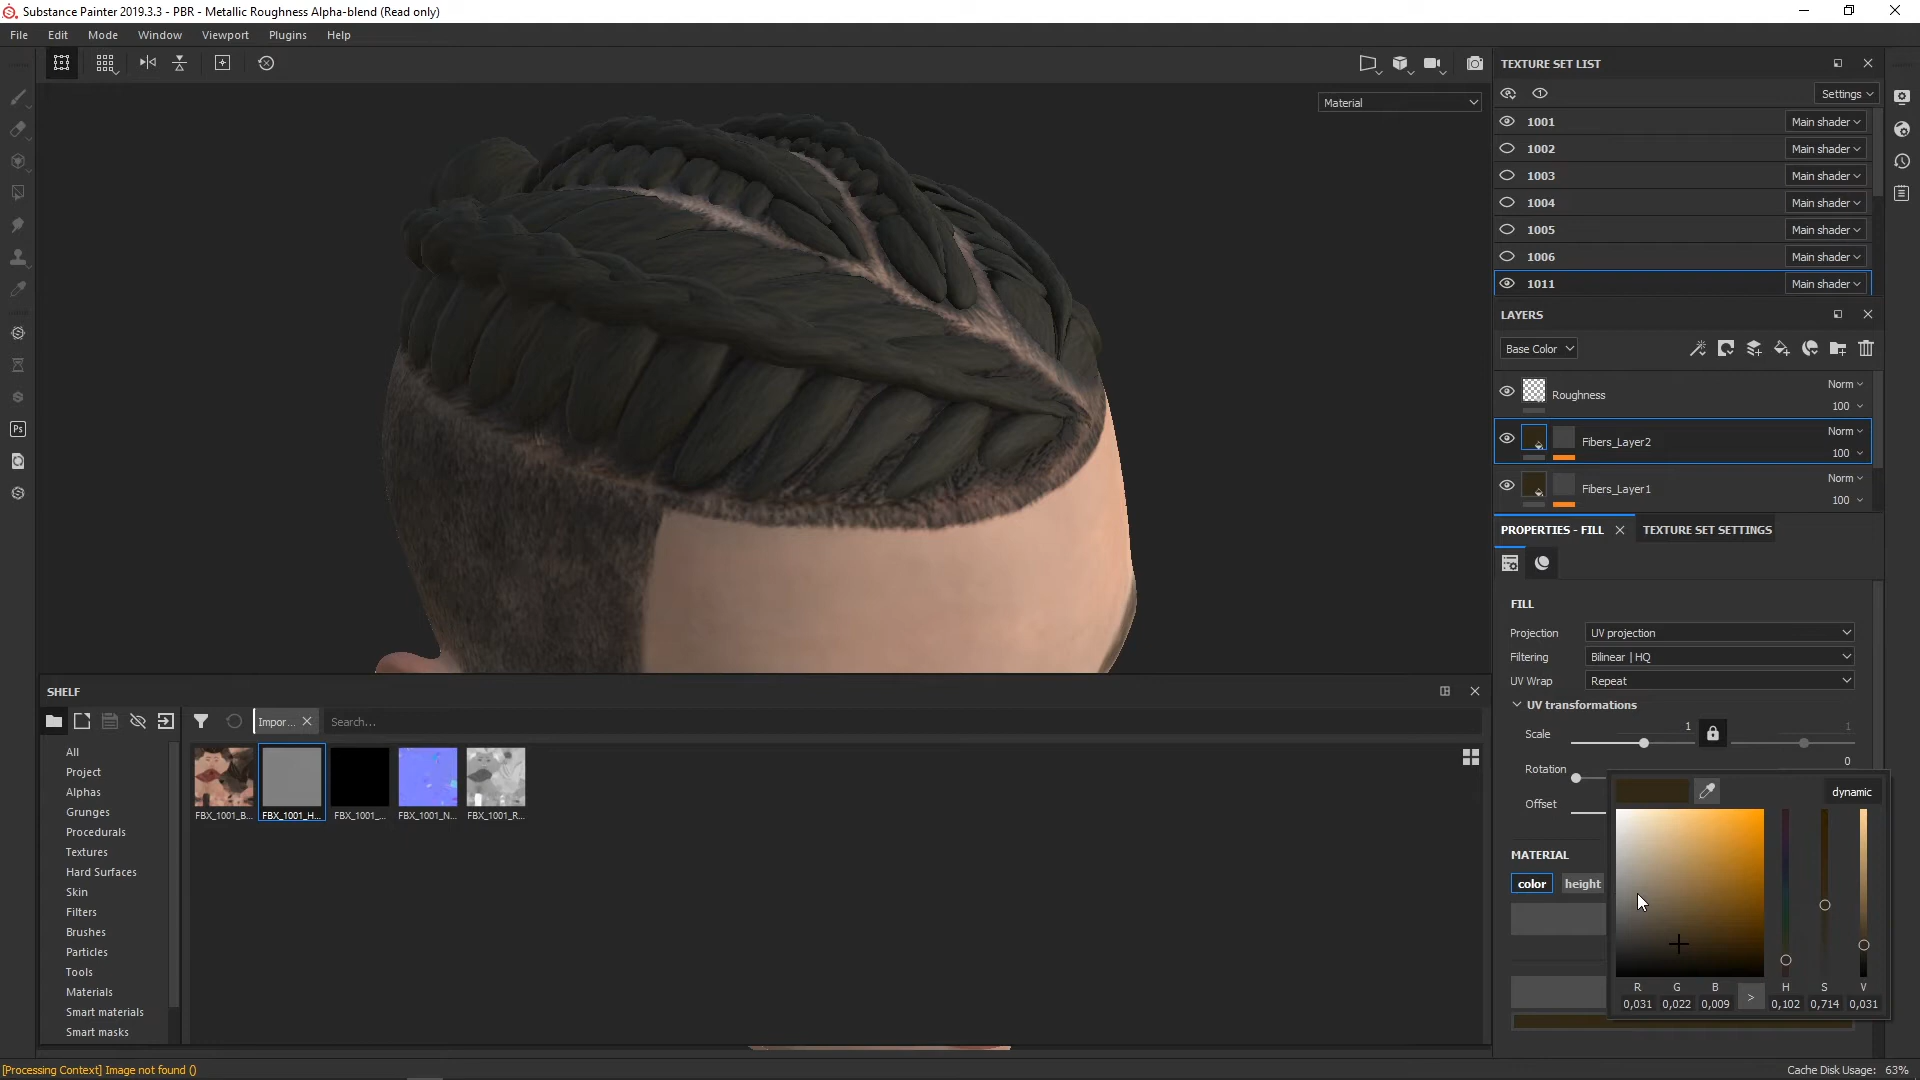 Substance Painter 2019.3.3 - PBR - Metallic Roughness Alpha-blend (Read only)
File Edit Mode Window Viewport Plugins Help
Material
TEXTURE SET LIST
Settings
1001 Main shader
1002 Main shader
1003 Main shader
1004 Main shader
1005 Main shader
1006 Main shader
1011 Main shader
LAYERS
Base Color
Roughness Norm 100
Fibers_Layer2 Norm 100
Fibers_Layer1 Norm 100
PROPERTIES - FILL TEXTURE SET SETTINGS
FILL
Projection UV projection
Filtering Bilinear | HQ
UV Wrap Repeat
UV transformations
Scale 1 1
Rotation 0
Offset
dynamic
MATERIAL
color height
R G B > H S V
0,031 0,022 0,009 0,102 0,714 0,031
SHELF
Impor... Search...
All
Project
Alphas
Grunges
Procedurals
Textures
Hard Surfaces
Skin
Filters
Brushes
Particles
Tools
Materials
Smart materials
Smart masks
FBX_1001_B... FBX_1001_H... FBX_1001_... FBX_1001_N... FBX_1001_R...
Ps
[Processing Context] Image not found ()
Cache Disk Usage: 63%